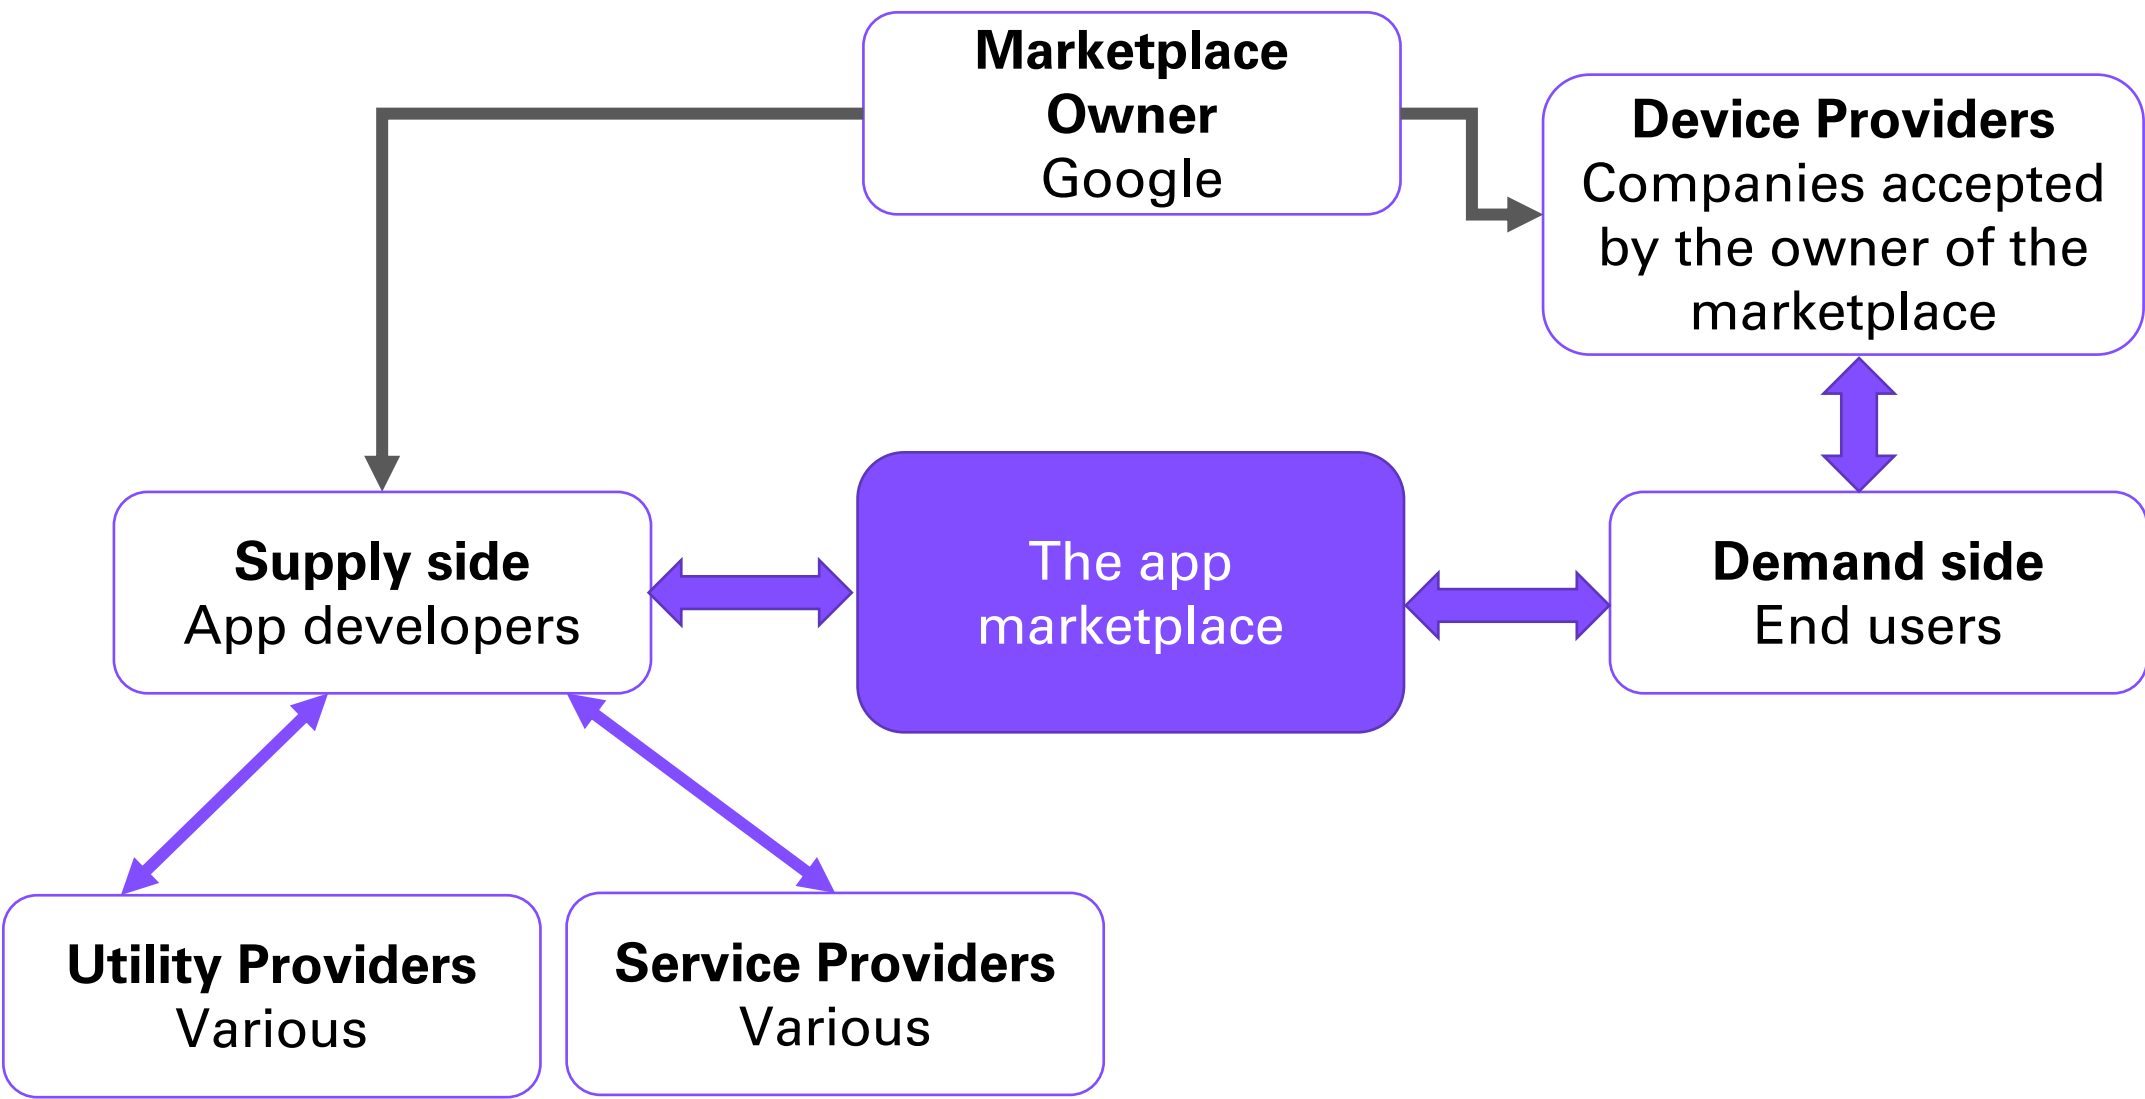 Marketplace
Owner
Google
Device Providers
Companies accepted
by the owner of the
marketplace
Supply side
App developers
The app
marketplace
Demand side
End users
Utility Providers
Various
Service Providers
Various